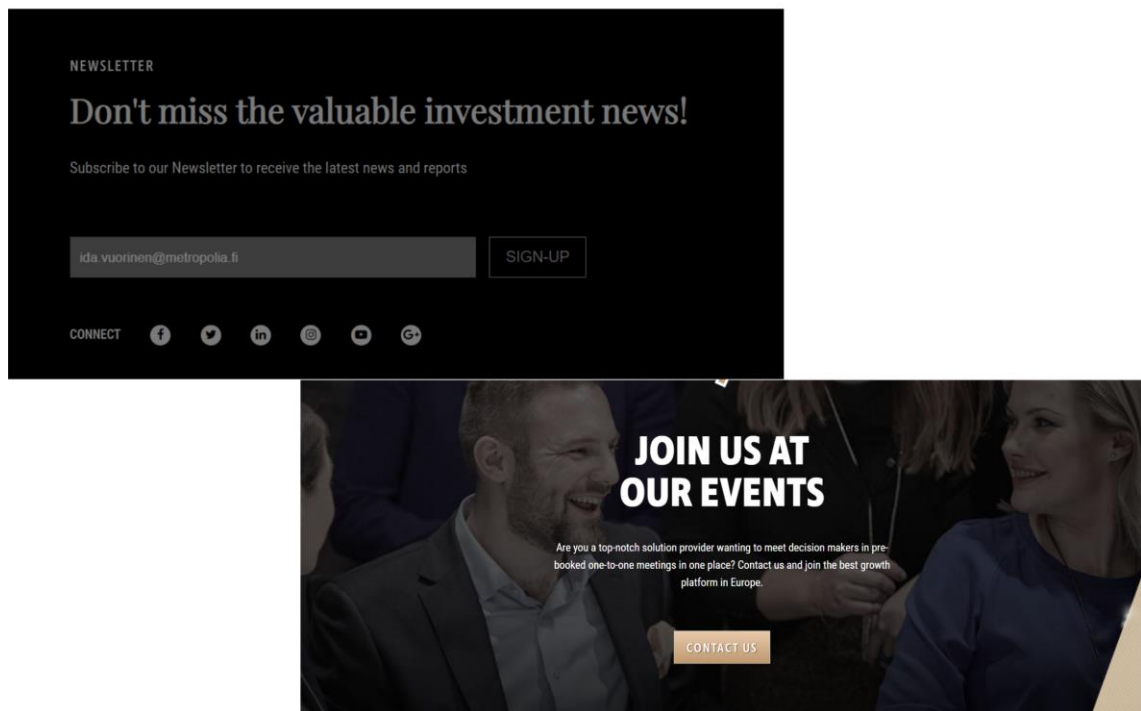 NEWSLETTER
Don't miss the valuable investment news!
Subscribe to our Newsletter to receive the latest news and reports
ida.vuorinen@metropolia.fi
SIGN-UP
CONNECT
JOIN US AT
OUR EVENTS
Are you a top-notch solution provider wanting to meet decision makers in pre-
booked one-to-one meetings in one place? Contact us and join the best growth
platform in Europe.
CONTACT US